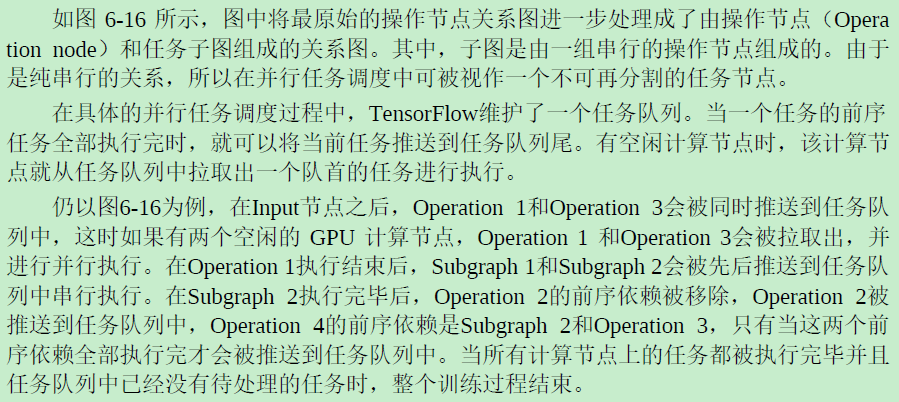 如图 6-16 所示，图中将最原始的操作节点关系图进一步处理成了由操作节点（Opera
tion node）和任务子图组成的关系图。其中，子图是由一组串行的操作节点组成的。由于
是纯串行的关系，所以在并行任务调度中可被视作一个不可再分割的任务节点。
在具体的并行任务调度过程中，TensorFlow维护了一个任务队列。当一个任务的前序
任务全部执行完时，就可以将当前任务推送到任务队列尾。有空闲计算节点时，该计算节
点就从任务队列中拉取出一个队首的任务进行执行。
仍以图6-16为例，在Input节点之后，Operation 1和Operation 3会被同时推送到任务队
列中，这时如果有两个空闲的 GPU 计算节点，Operation 1 和Operation 3会被拉取出，并
进行并行执行。在Operation 1执行结束后，Subgraph 1和Subgraph 2会被先后推送到任务队
列中串行执行。在Subgraph 2执行完毕后，Operation 2的前序依赖被移除，Operation 2被
推送到任务队列中，Operation 4的前序依赖是Subgraph 2和Operation 3，只有当这两个前
序依赖全部执行完才会被推送到任务队列中。当所有计算节点上的任务都被执行完毕并且
任务队列中已经没有待处理的任务时，整个训练过程结束。